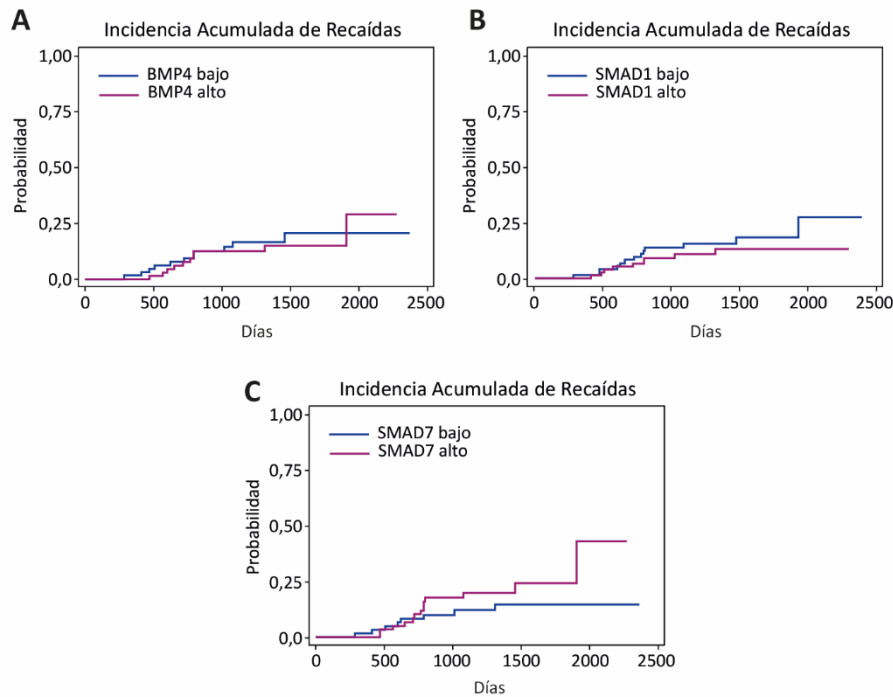 A
Incidencia Acumulada de Recaídas
1,00
0,75
0,50
0,25
0,0
Probabilidad
BMP4 bajo
BMP4 alto
0 500 1000 1500 2000 2500
Días
B
Incidencia Acumulada de Recaídas
1,00
0,75
0,50
0,25
0,0
Probabilidad
SMAD1 bajo
SMAD1 alto
0 500 1000 1500 2000 2500
Días
C
Incidencia Acumulada de Recaídas
1,00
0,75
0,50
0,25
0,0
Probabilidad
SMAD7 bajo
SMAD7 alto
0 500 1000 1500 2000 2500
Días